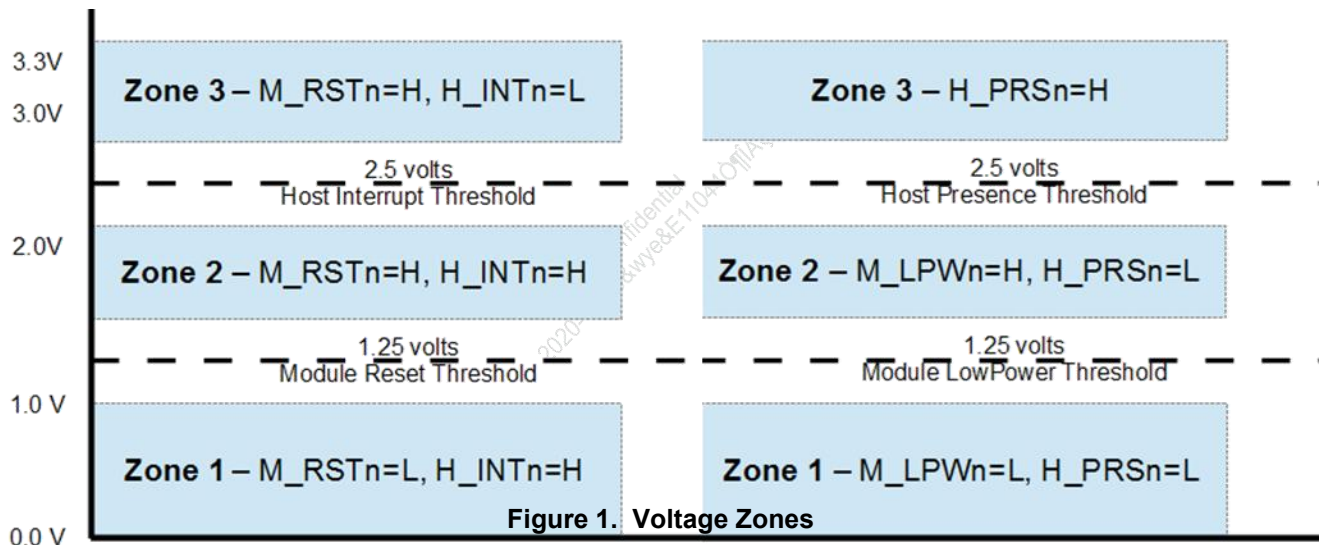 3.3V
Zone 3 – M_RSTn=H, H_INTn=L
Zone 3 – H_PRSn=H
3.0V
2.5 volts
2.5 volts
Host Interrupt Threshold
Host Presence Threshold
2.0V
Zone 2 – M_RSTn=H, H_INTn=H
Zone 2 – M_LPWn=H, H_PRSn=L
1.25 volts
1.25 volts
Module Reset Threshold
Module LowPower Threshold
1.0 V
Zone 1 – M_RSTn=L, H_INTn=H
Zone 1 – M_LPWn=L, H_PRSn=L
Figure 1. Voltage Zones
0.0 V